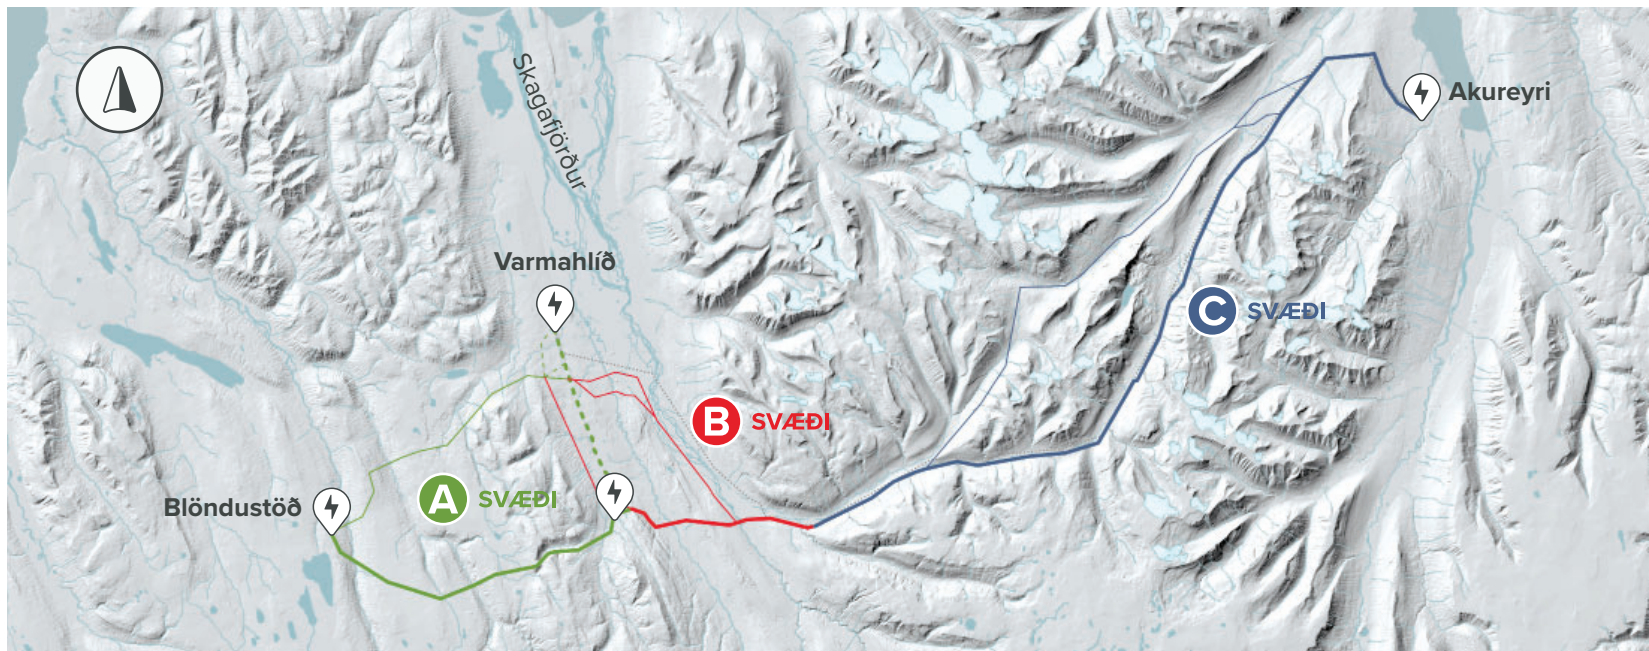 Skagafjörður
Akureyri
Varmahlíð
C SVÆÐI
B SVÆÐI
A SVÆÐI
Blöndustöð